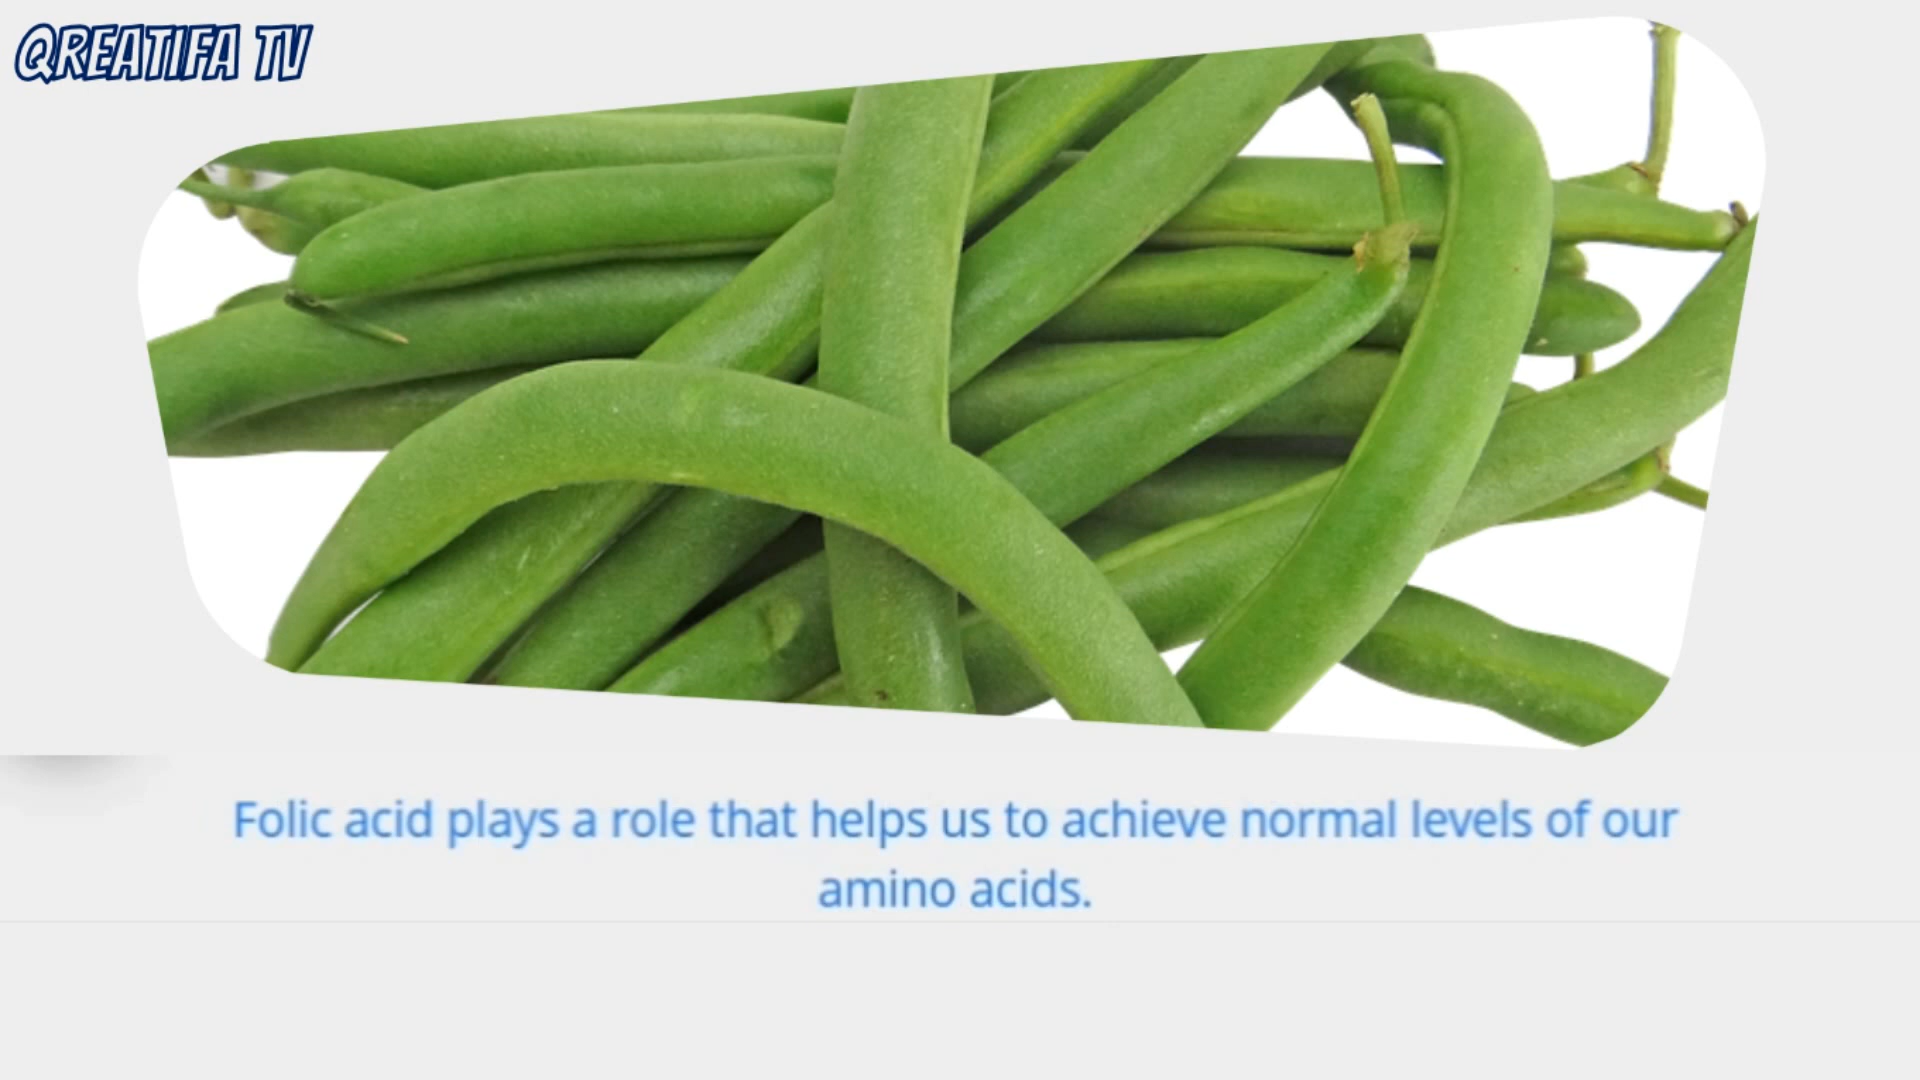 QREATIFA TV
Folic acid plays a role that helps us to achieve normal levels of our
amino acids.